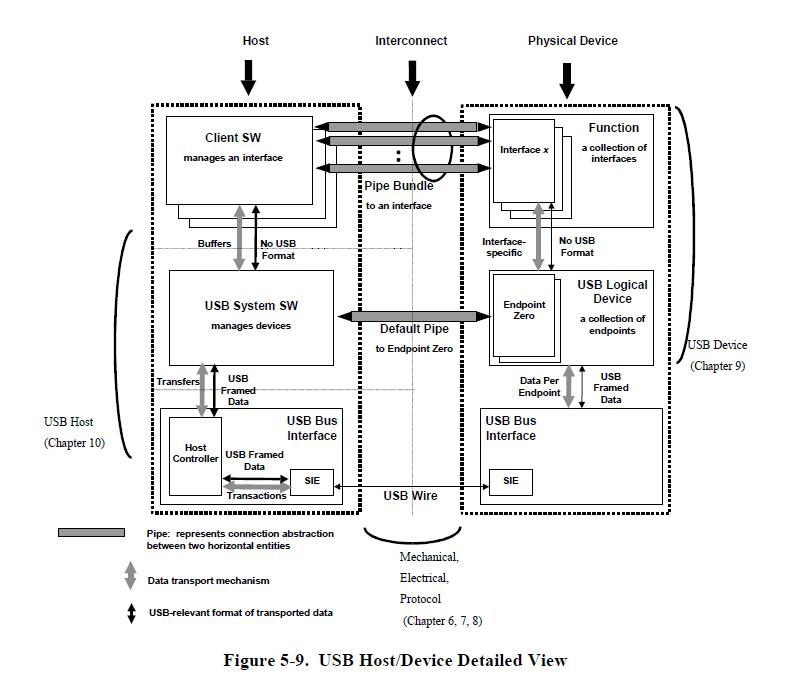 Host
Interconnect
Physical Device
Client SW
manages an interface
Interface x
Function
a collection of
interfaces
Pipe Bundle
to an interface
Buffers
No USB
Format
Interface-
specific
No USB
Format
USB System SW
manages devices
Default Pipe
to Endpoint Zero
Endpoint
Zero
USB Logical
Device
a collection of
endpoints
USB Device
(Chapter 9)
Transfers
USB
Framed
Data
Data Per
Endpoint
USB
Framed
Data
USB Host
(Chapter 10)
USB Bus
Interface
Host
Controller
USB Framed
Data
Transactions
SIE
USB Wire
USB Bus
Interface
SIE
Pipe: represents connection abstraction
between two horizontal entities
Data transport mechanism
USB-relevant format of transported data
Mechanical,
Electrical,
Protocol
(Chapter 6, 7, 8)
Figure 5-9. USB Host/Device Detailed View